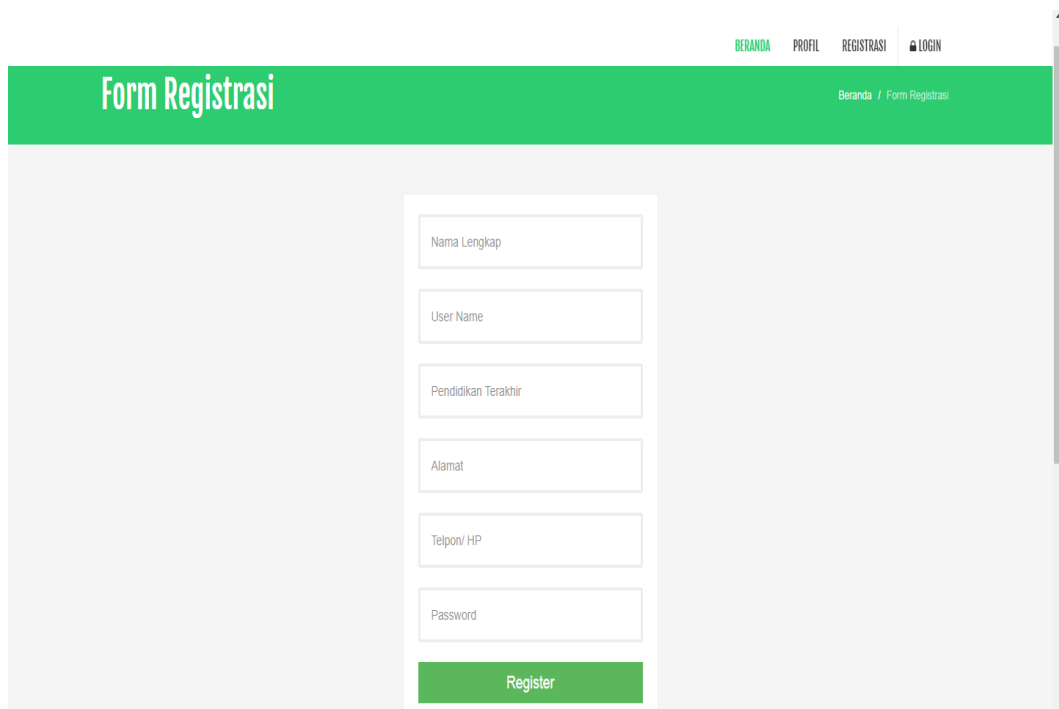 BERANDA PROFIL REGISTRASI LOGIN
Form Registrasi
Beranda / Form Registrasi
Nama Lengkap
User Name
Pendidikan Terakhir
Alamat
Telpon/ HP
Password
Register